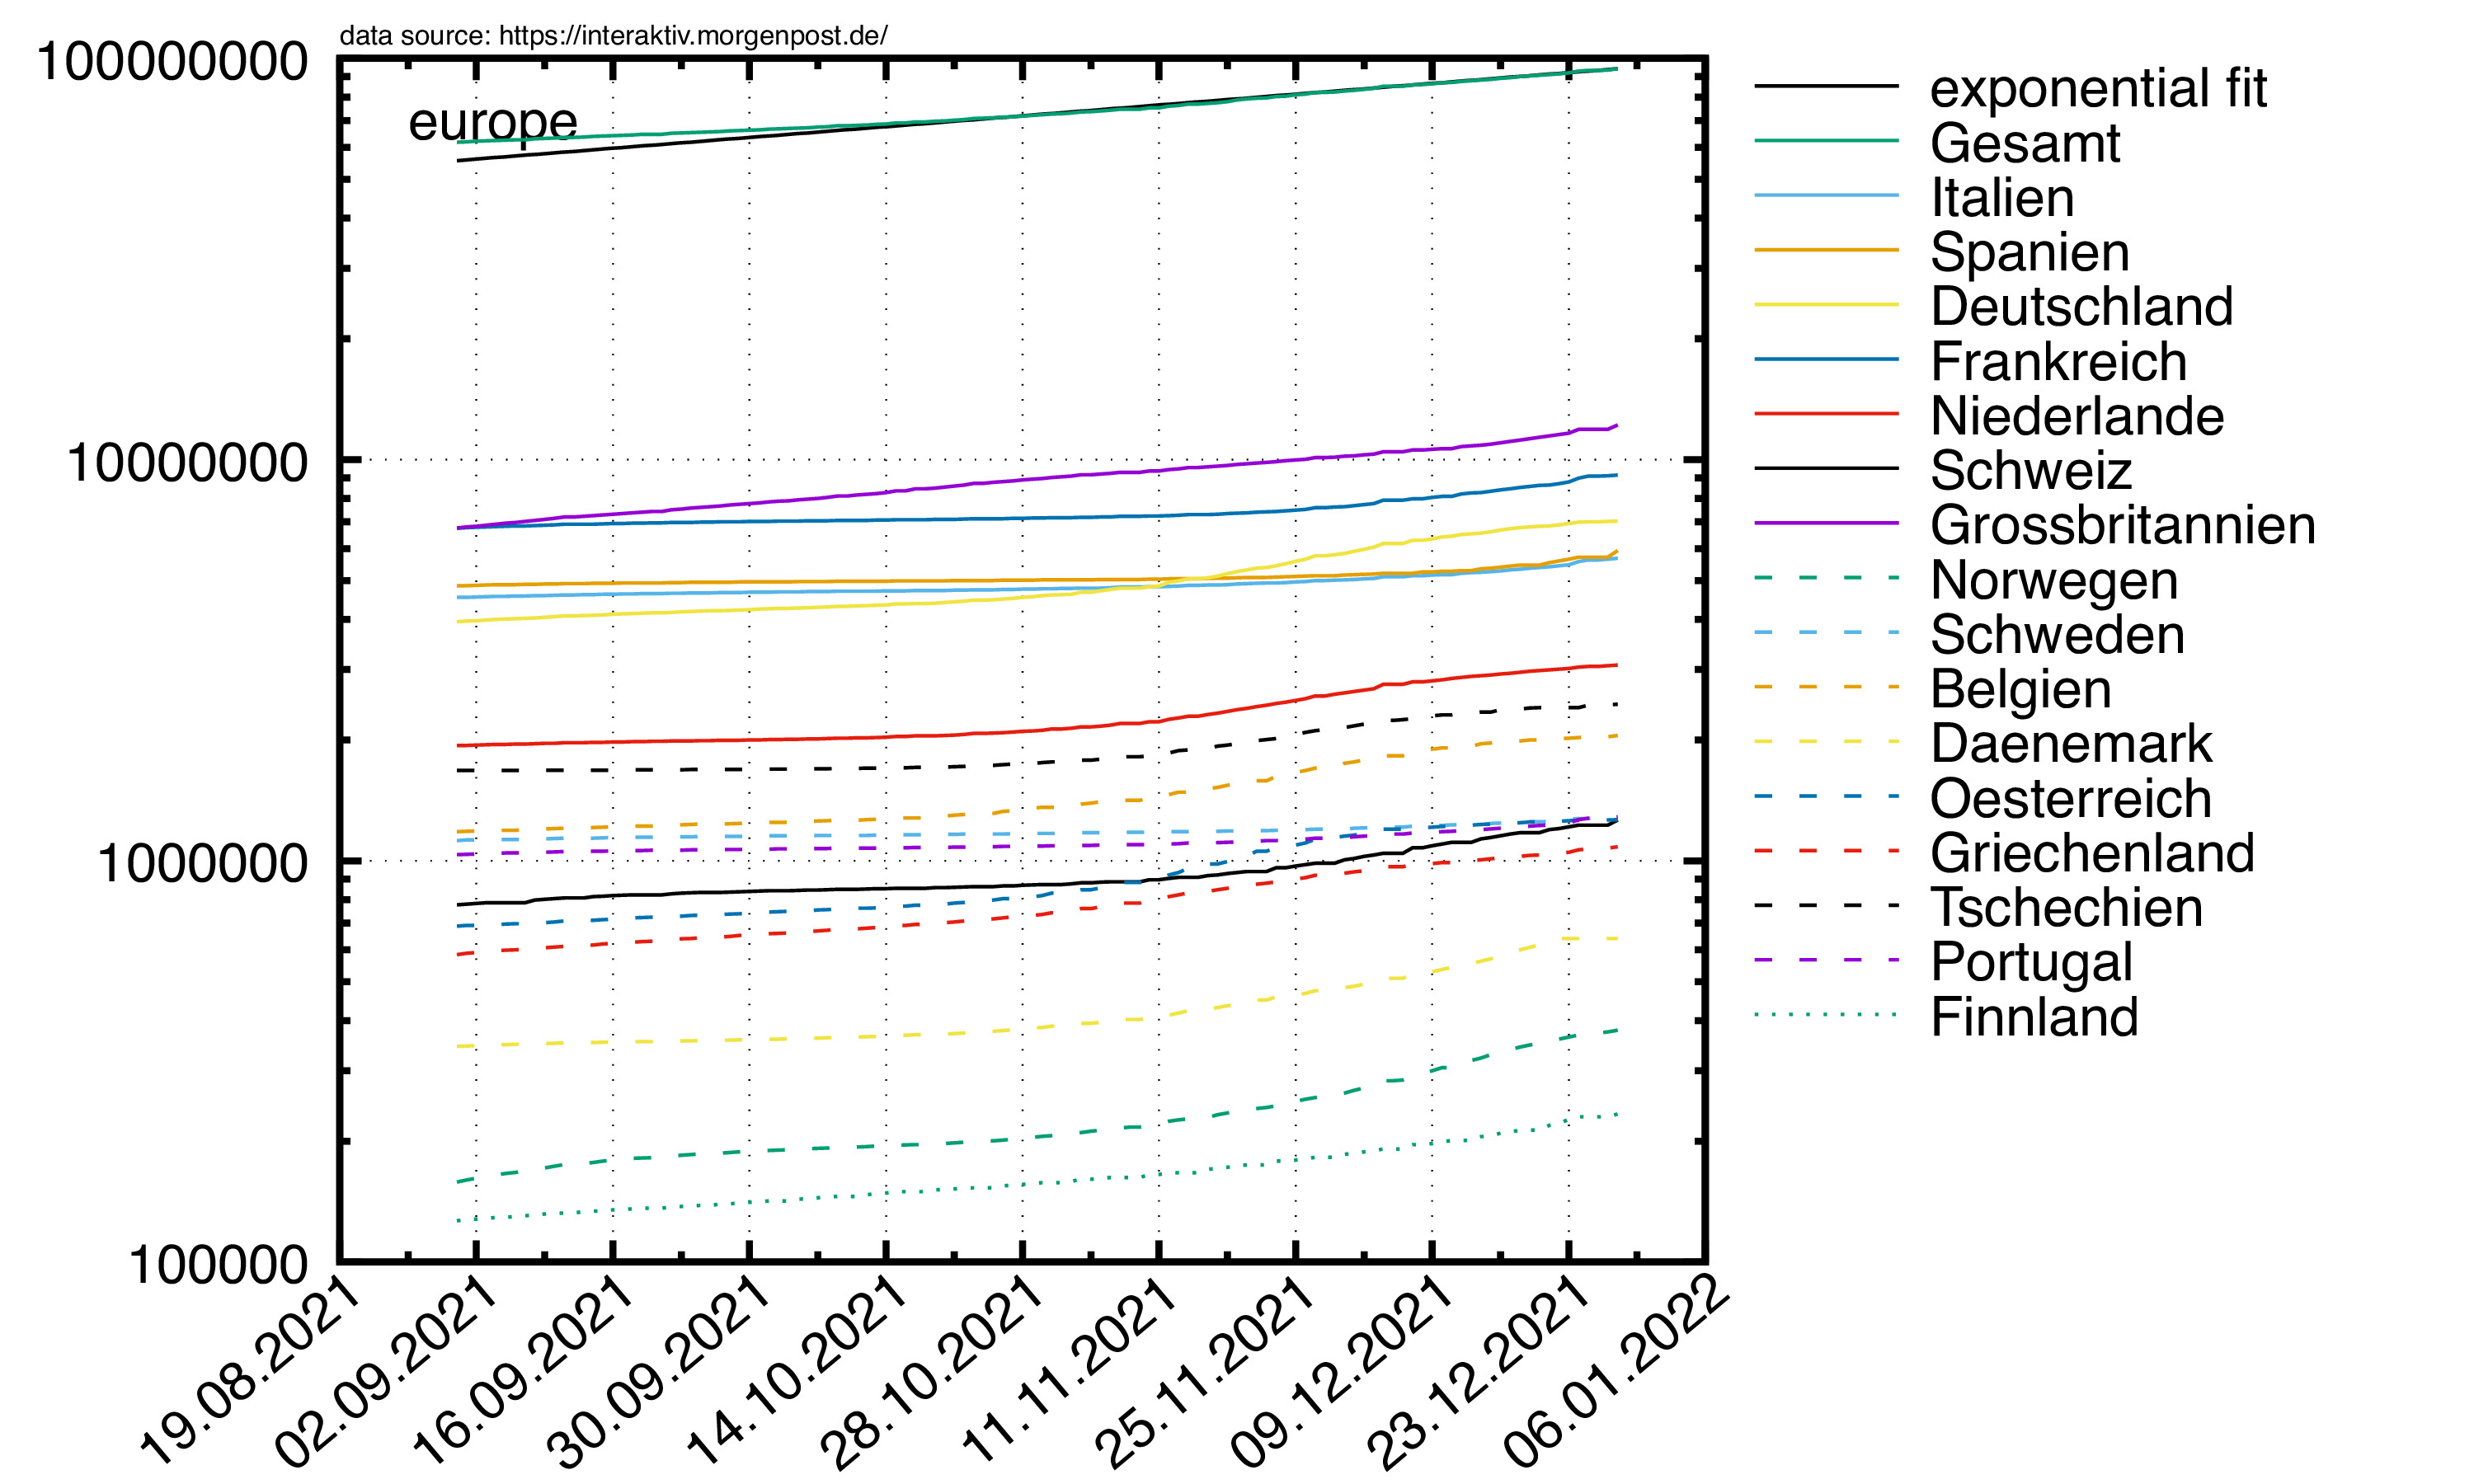 data source: https://interaktiv.morgenpost.de/
100000000
10000000
1000000
100000
europe
19.08.2021
02.09.2021
16.09.2021
30.09.2021
14.10.2021
28.10.2021
11.11.2021
25.11.2021
09.12.2021
23.12.2021
06.01.2022
exponential fit
Gesamt
Italien
Spanien
Deutschland
Frankreich
Niederlande
Schweiz
Grossbritannien
Norwegen
Schweden
Belgien
Daenemark
Oesterreich
Griechenland
Tschechien
Portugal
Finnland